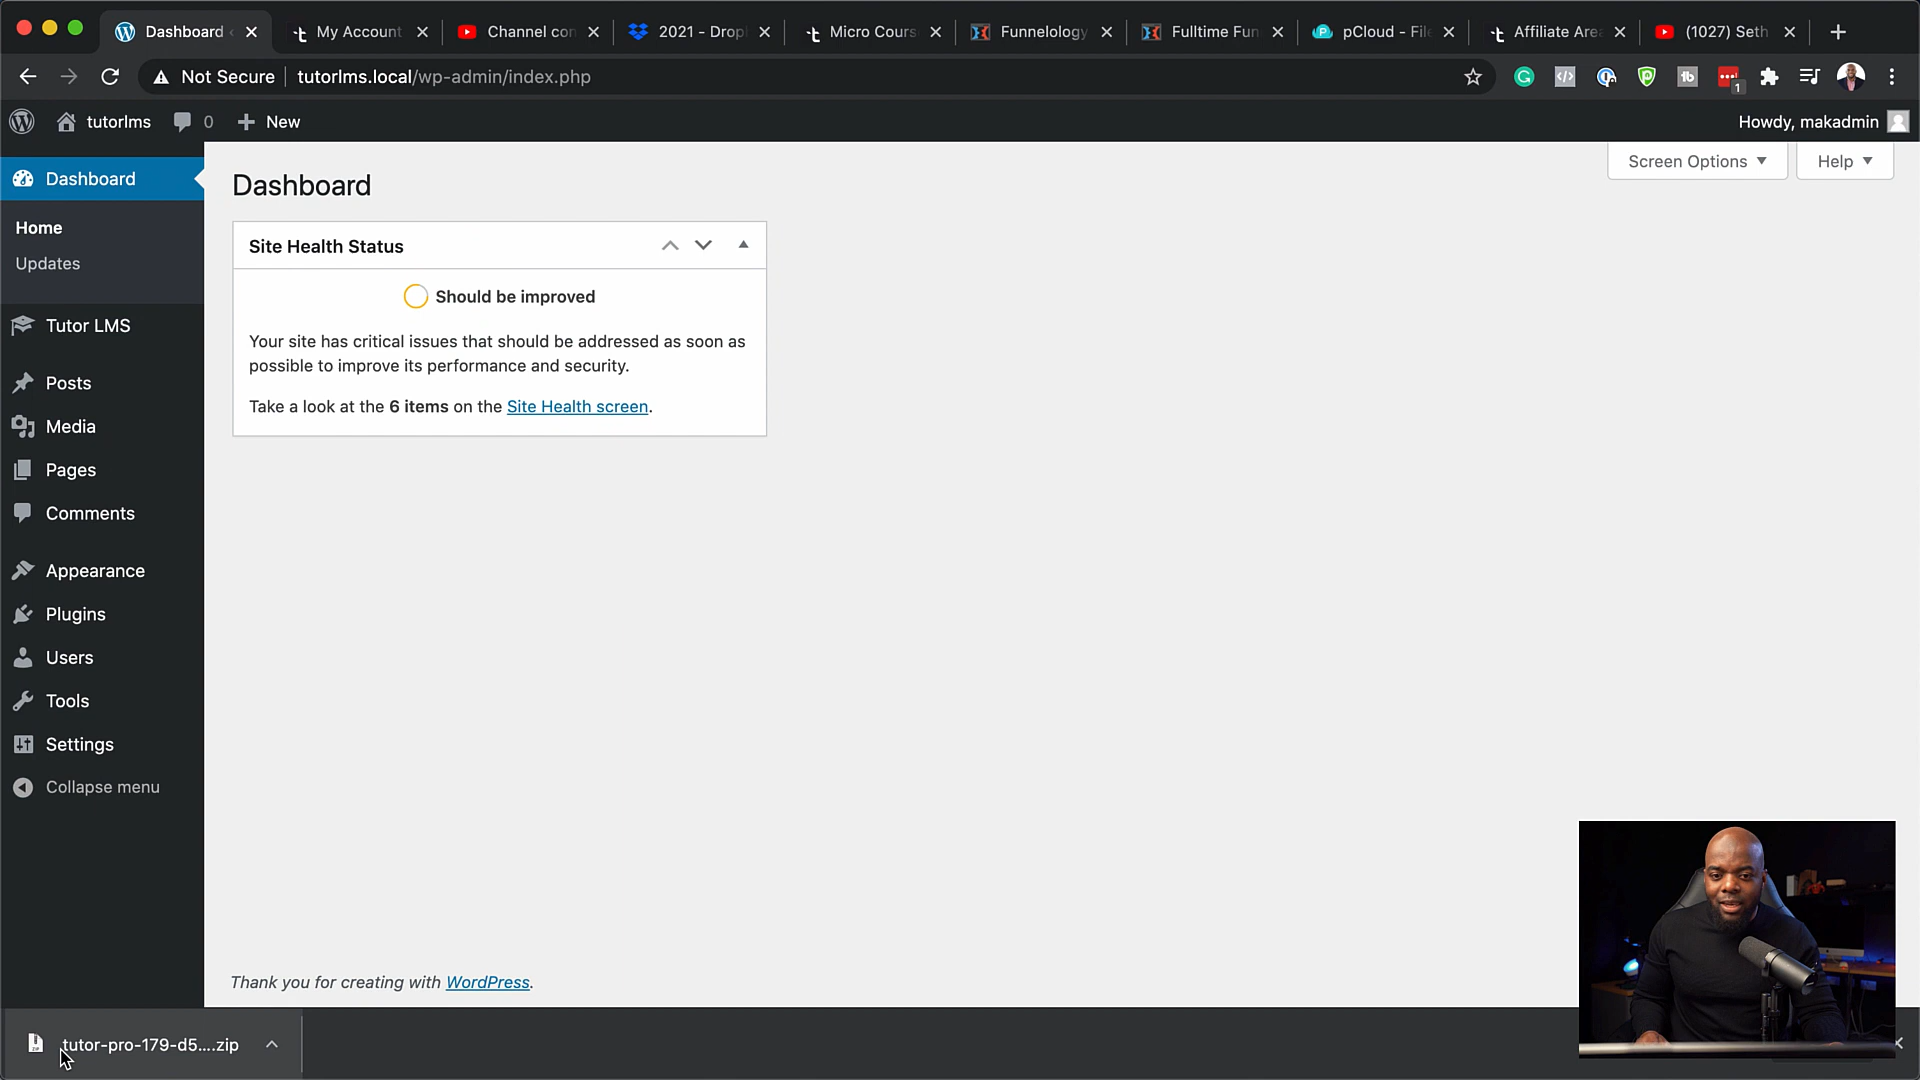 Dashboard
My Account
Channel con
2021 - Drop
Micro Cours
Funnelology
Fulltime Fun
pCloud - File
Affiliate Area
(1027) Seth
Not Secure
tutorlms.local/wp-admin/index.php
1
tutorlms
0
New
Howdy, makadmin
Dashboard
Home
Updates
Tutor LMS
Posts
Media
Pages
Comments
Appearance
Plugins
Users
Tools
Settings
Collapse menu
Screen Options
Help
Dashboard
Site Health Status
Should be improved
Your site has critical issues that should be addressed as soon as
possible to improve its performance and security.
Take a look at the 6 items on the Site Health screen.
Thank you for creating with WordPress.
tutor-pro-179-d5....zip